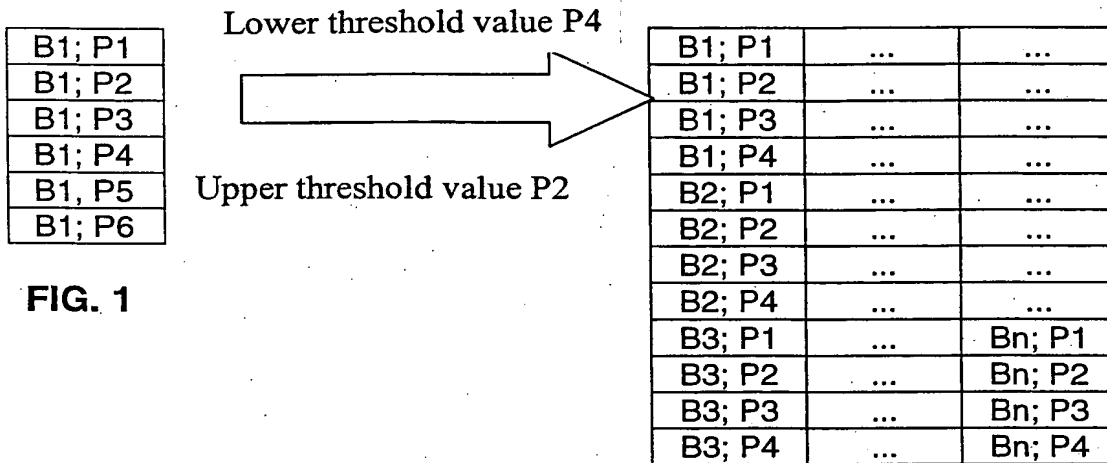 Lower threshold value P4
B1; P1
B1; P2
B1; P3
B1; P4
B1, P5
B1; P6
Upper threshold value P2
FIG. 1
B1; P1 ... ...
B1; P2 ... ...
B1; P3 ... ...
B1; P4 ... ...
B2; P1 ... ...
B2; P2 ... ...
B2; P3 ... ...
B2; P4 ... ...
B3; P1 ... Bn; P1
B3; P2 ... Bn; P2
B3; P3 ... Bn; P3
B3; P4 ... Bn; P4